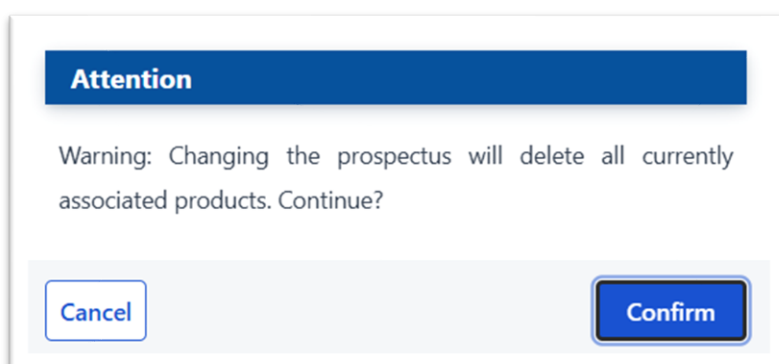 Attention
Warning: Changing the prospectus will delete all currently
associated products. Continue?
Cancel
Confirm